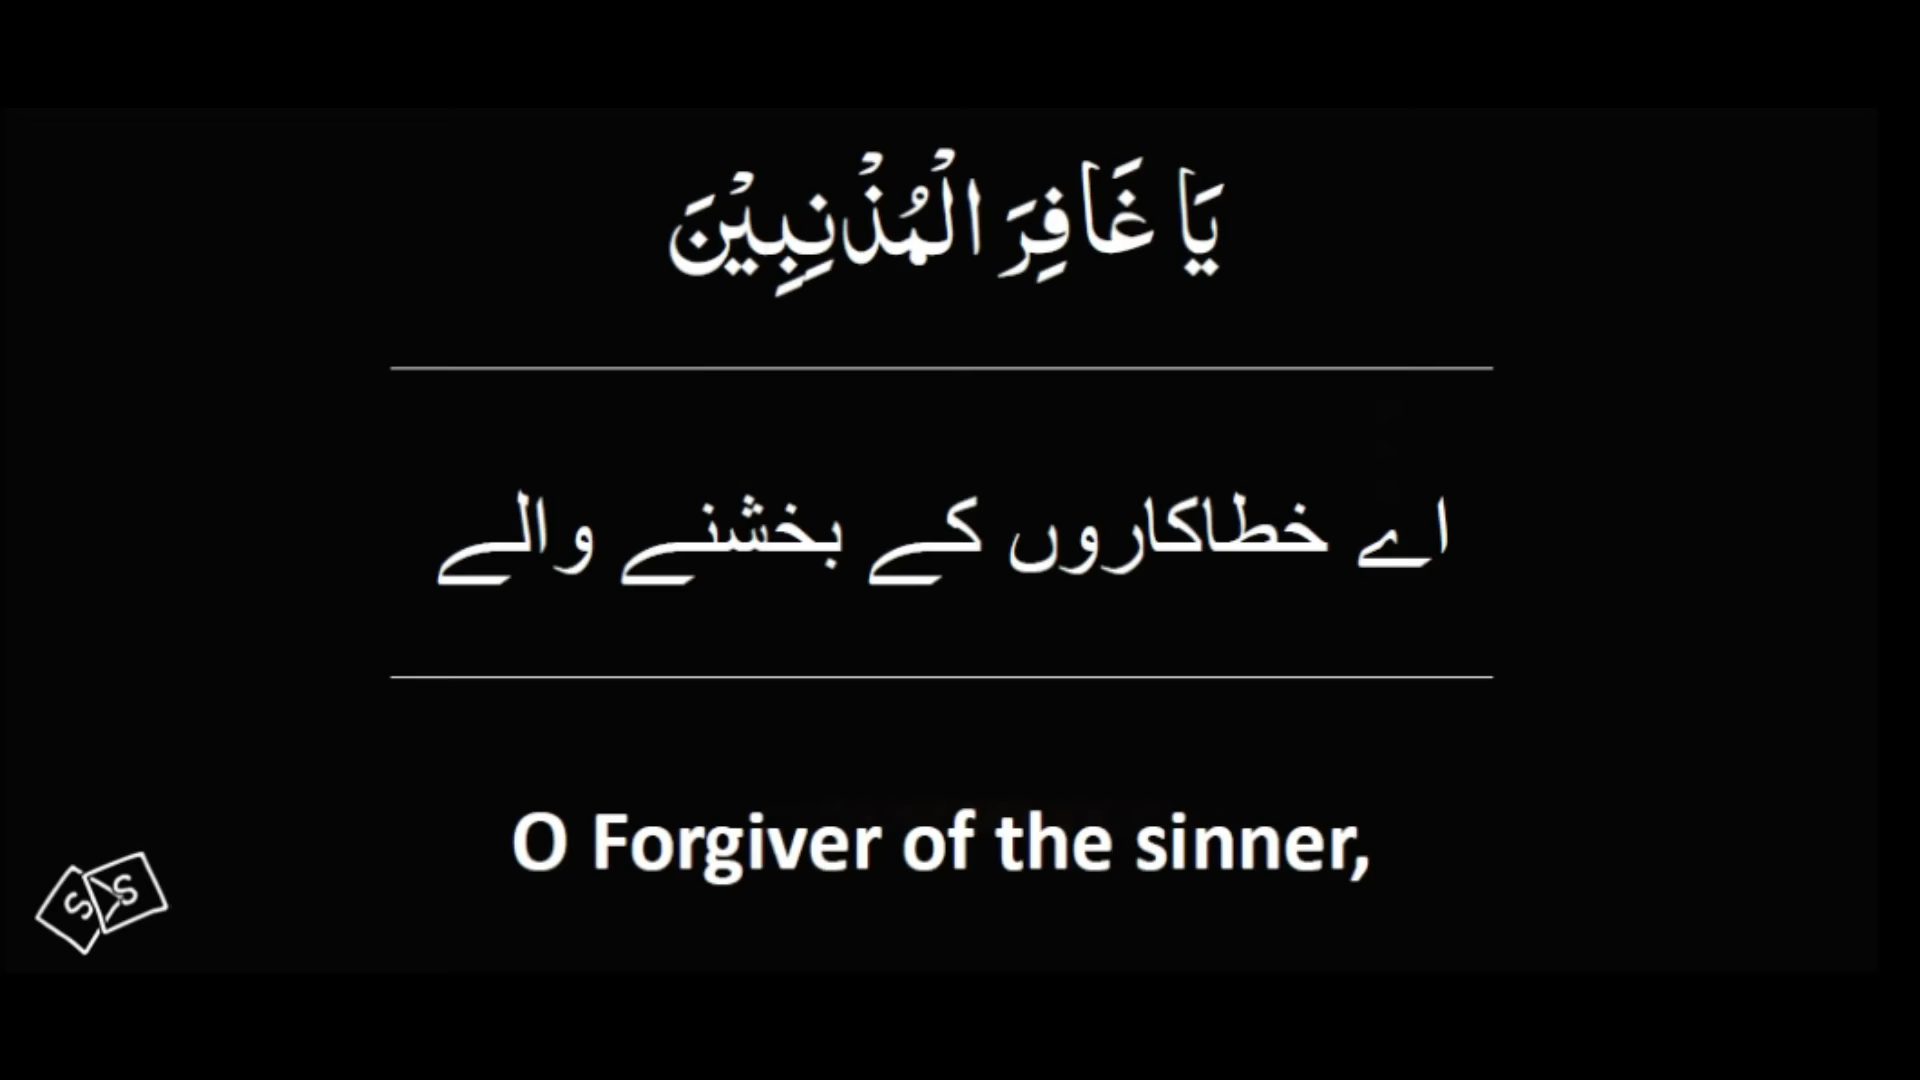 يَا غَافِرَ الْمُذْنِبِيْنَ
اے خطاکاروں کے بخشنے والے
O Forgiver of the sinner,
S S